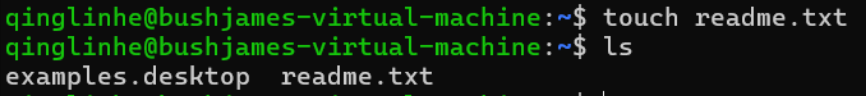 qinglinhe@bushjames-virtual-machine:~$ touch readme.txt
qinglinhe@bushjames-virtual-machine:~$ ls
examples.desktop  readme.txt